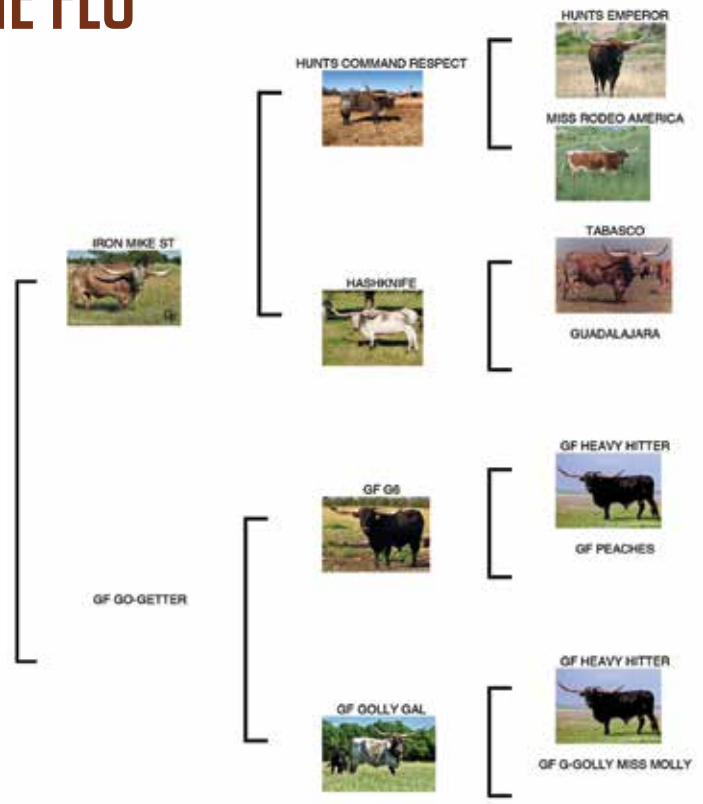 FLO
HUNTS EMPEROR
HUNTS COMMAND RESPECT
MISS RODEO AMERICA
IRON MIKE ST
TABASCO
HASHKNIFE
GUADALAJARA
GF HEAVY HITTER
GF G6
GF PEACHES
GF GO-GETTER
GF HEAVY HITTER
GF GOLLY GAL
GF G-GOLLY MISS MOLLY